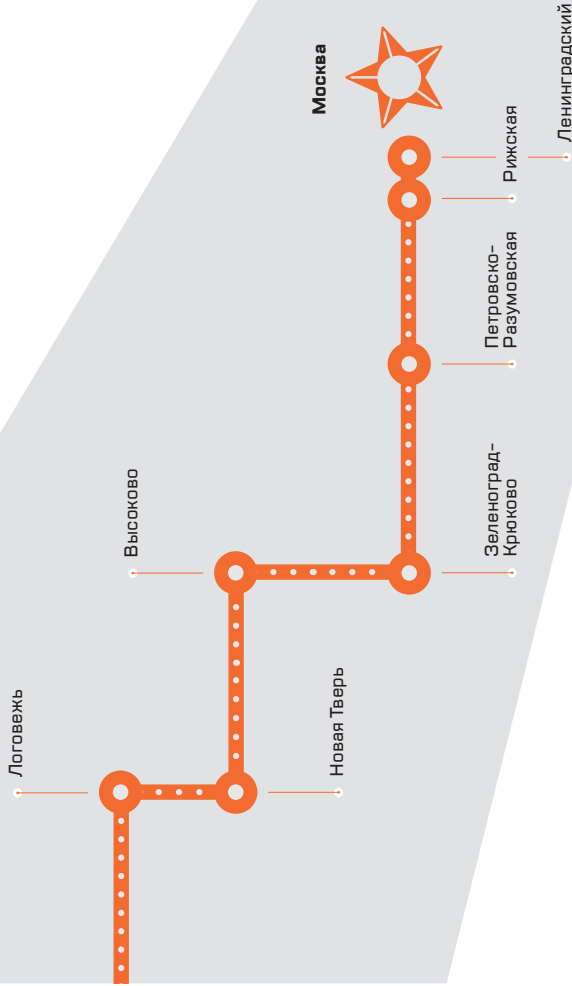 Москва
Ленинградский
Рижская
Петровско-
Разумовская
Зеленоград-
Крюково
Высоково
Новая Тверь
Логовежь